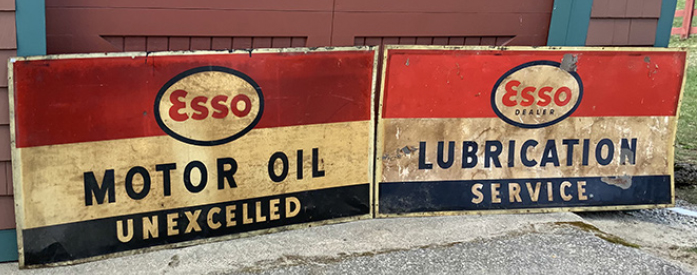 Esso
MOTOR OIL
UNEXCELLED
Esso
DEALER
LUBRICATION
SERVICE